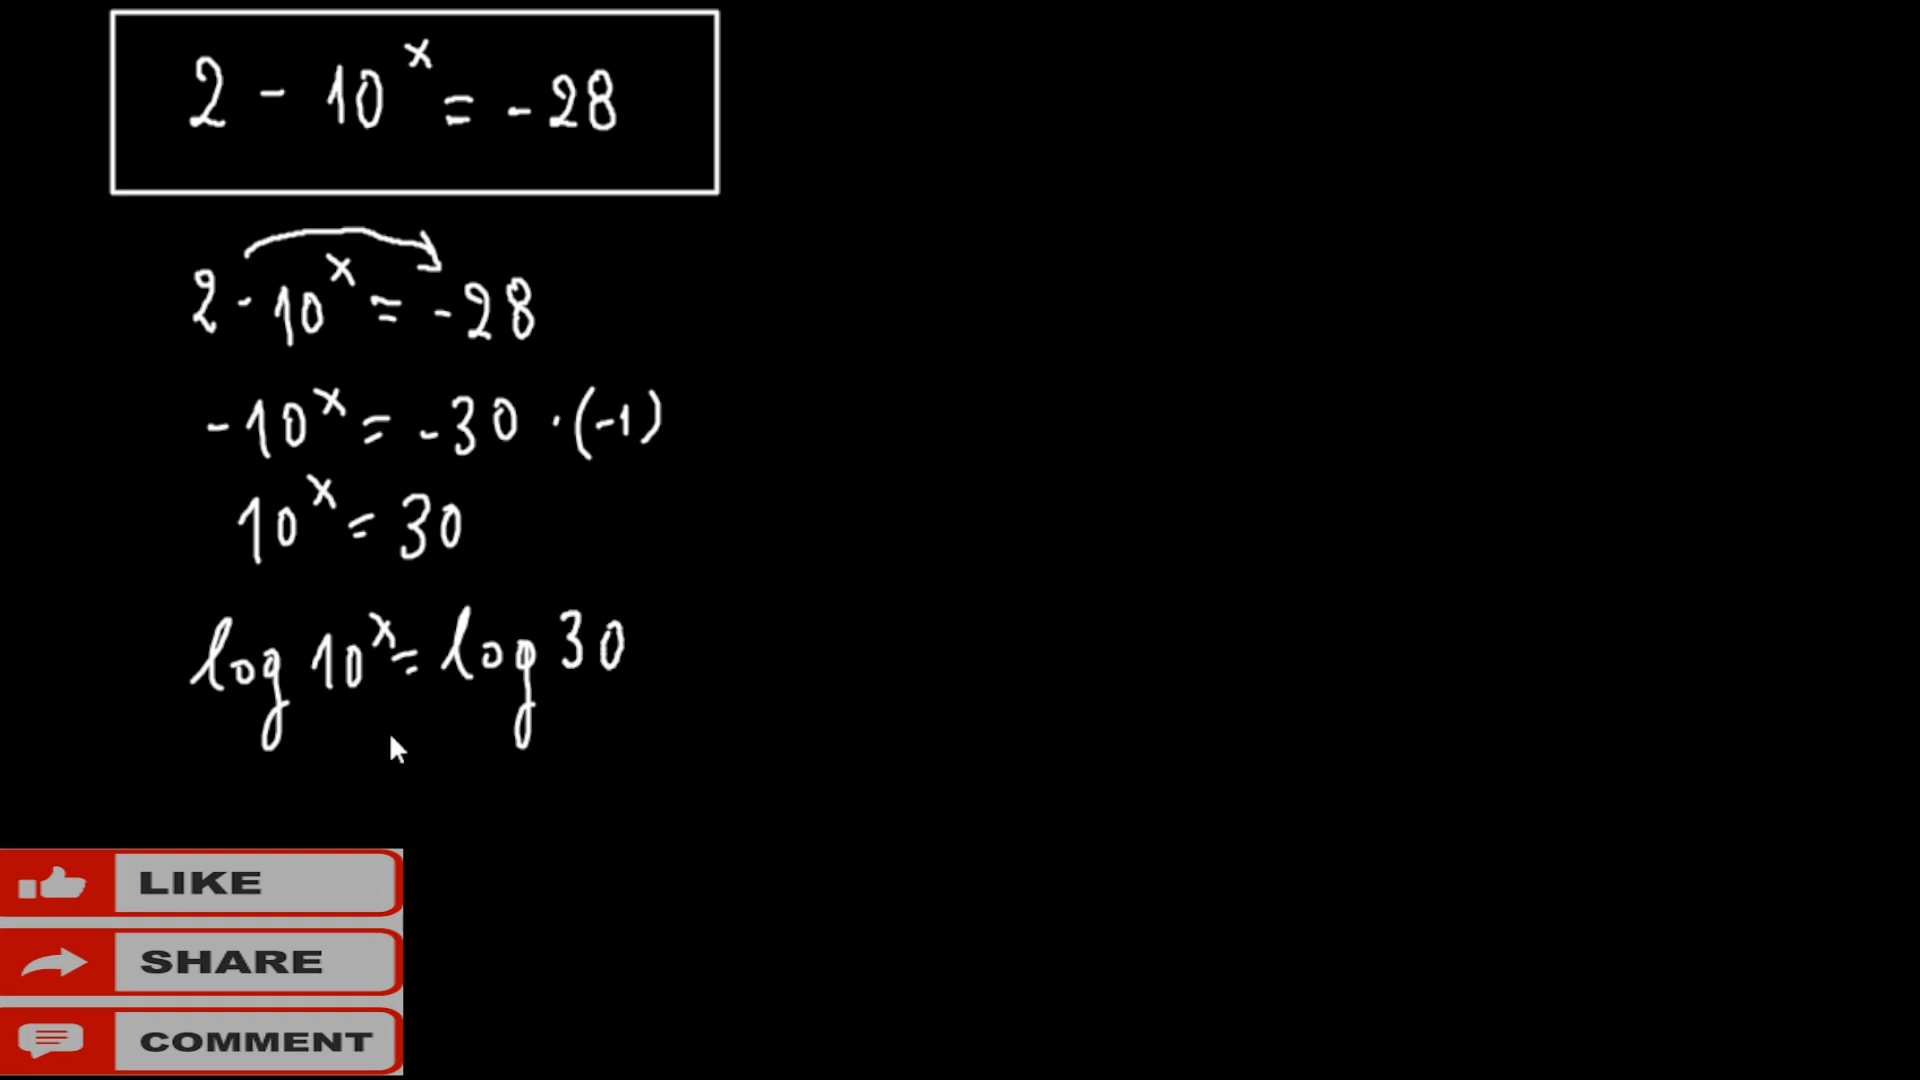 2 - 10^x = -28
2 - 10^x = -28
-10^x = -30 · (-1)
10^x = 30
log 10^x = log 30
LIKE
SHARE
COMMENT